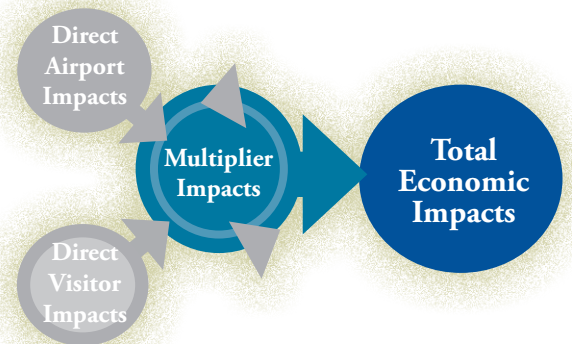 Direct
Airport
Impacts
Multiplier
Impacts
Total
Economic
Impacts
Direct
Visitor
Impacts